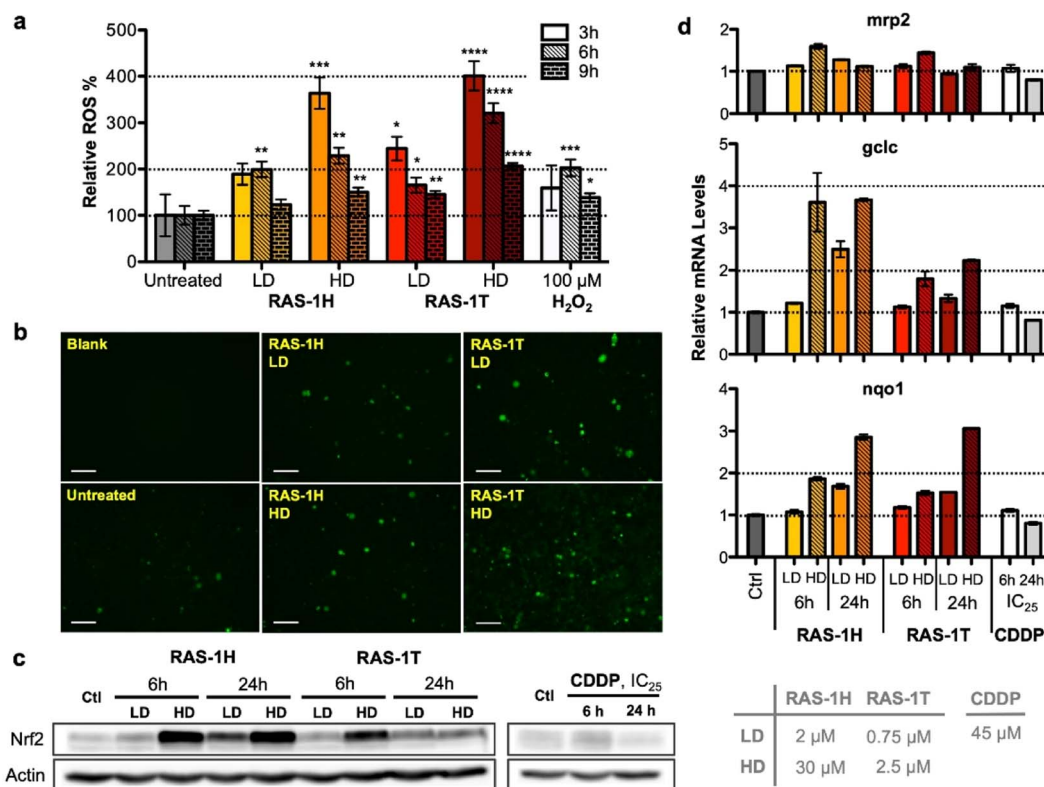 a
Relative ROS %
500
400
300
200
100
0
3h
6h
9h
** *** ** ** * * ** **** **** **** *** *
Untreated LD HD LD HD 100 µM
RAS-1H RAS-1T H₂O₂
b
Blank
RAS-1H
LD
RAS-1T
LD
Untreated
RAS-1H
HD
RAS-1T
HD
c
RAS-1H RAS-1T
Ctl 6h 24h 6h 24h
LD HD LD HD LD HD LD HD
Nrf2
Actin
Ctl CDDP, IC₂₅
6 h 24 h
d
Relative mRNA Levels
mrp2
2
1
0
gclc
5
4
3
2
1
0
nqo1
4
3
2
1
0
Ctrl LD HD LD HD LD HD LD HD 6h 24h
6h 24h 6h 24h IC₂₅
RAS-1H RAS-1T CDDP
RAS-1H RAS-1T CDDP
LD 2 µM 0.75 µM 45 µM
HD 30 µM 2.5 µM